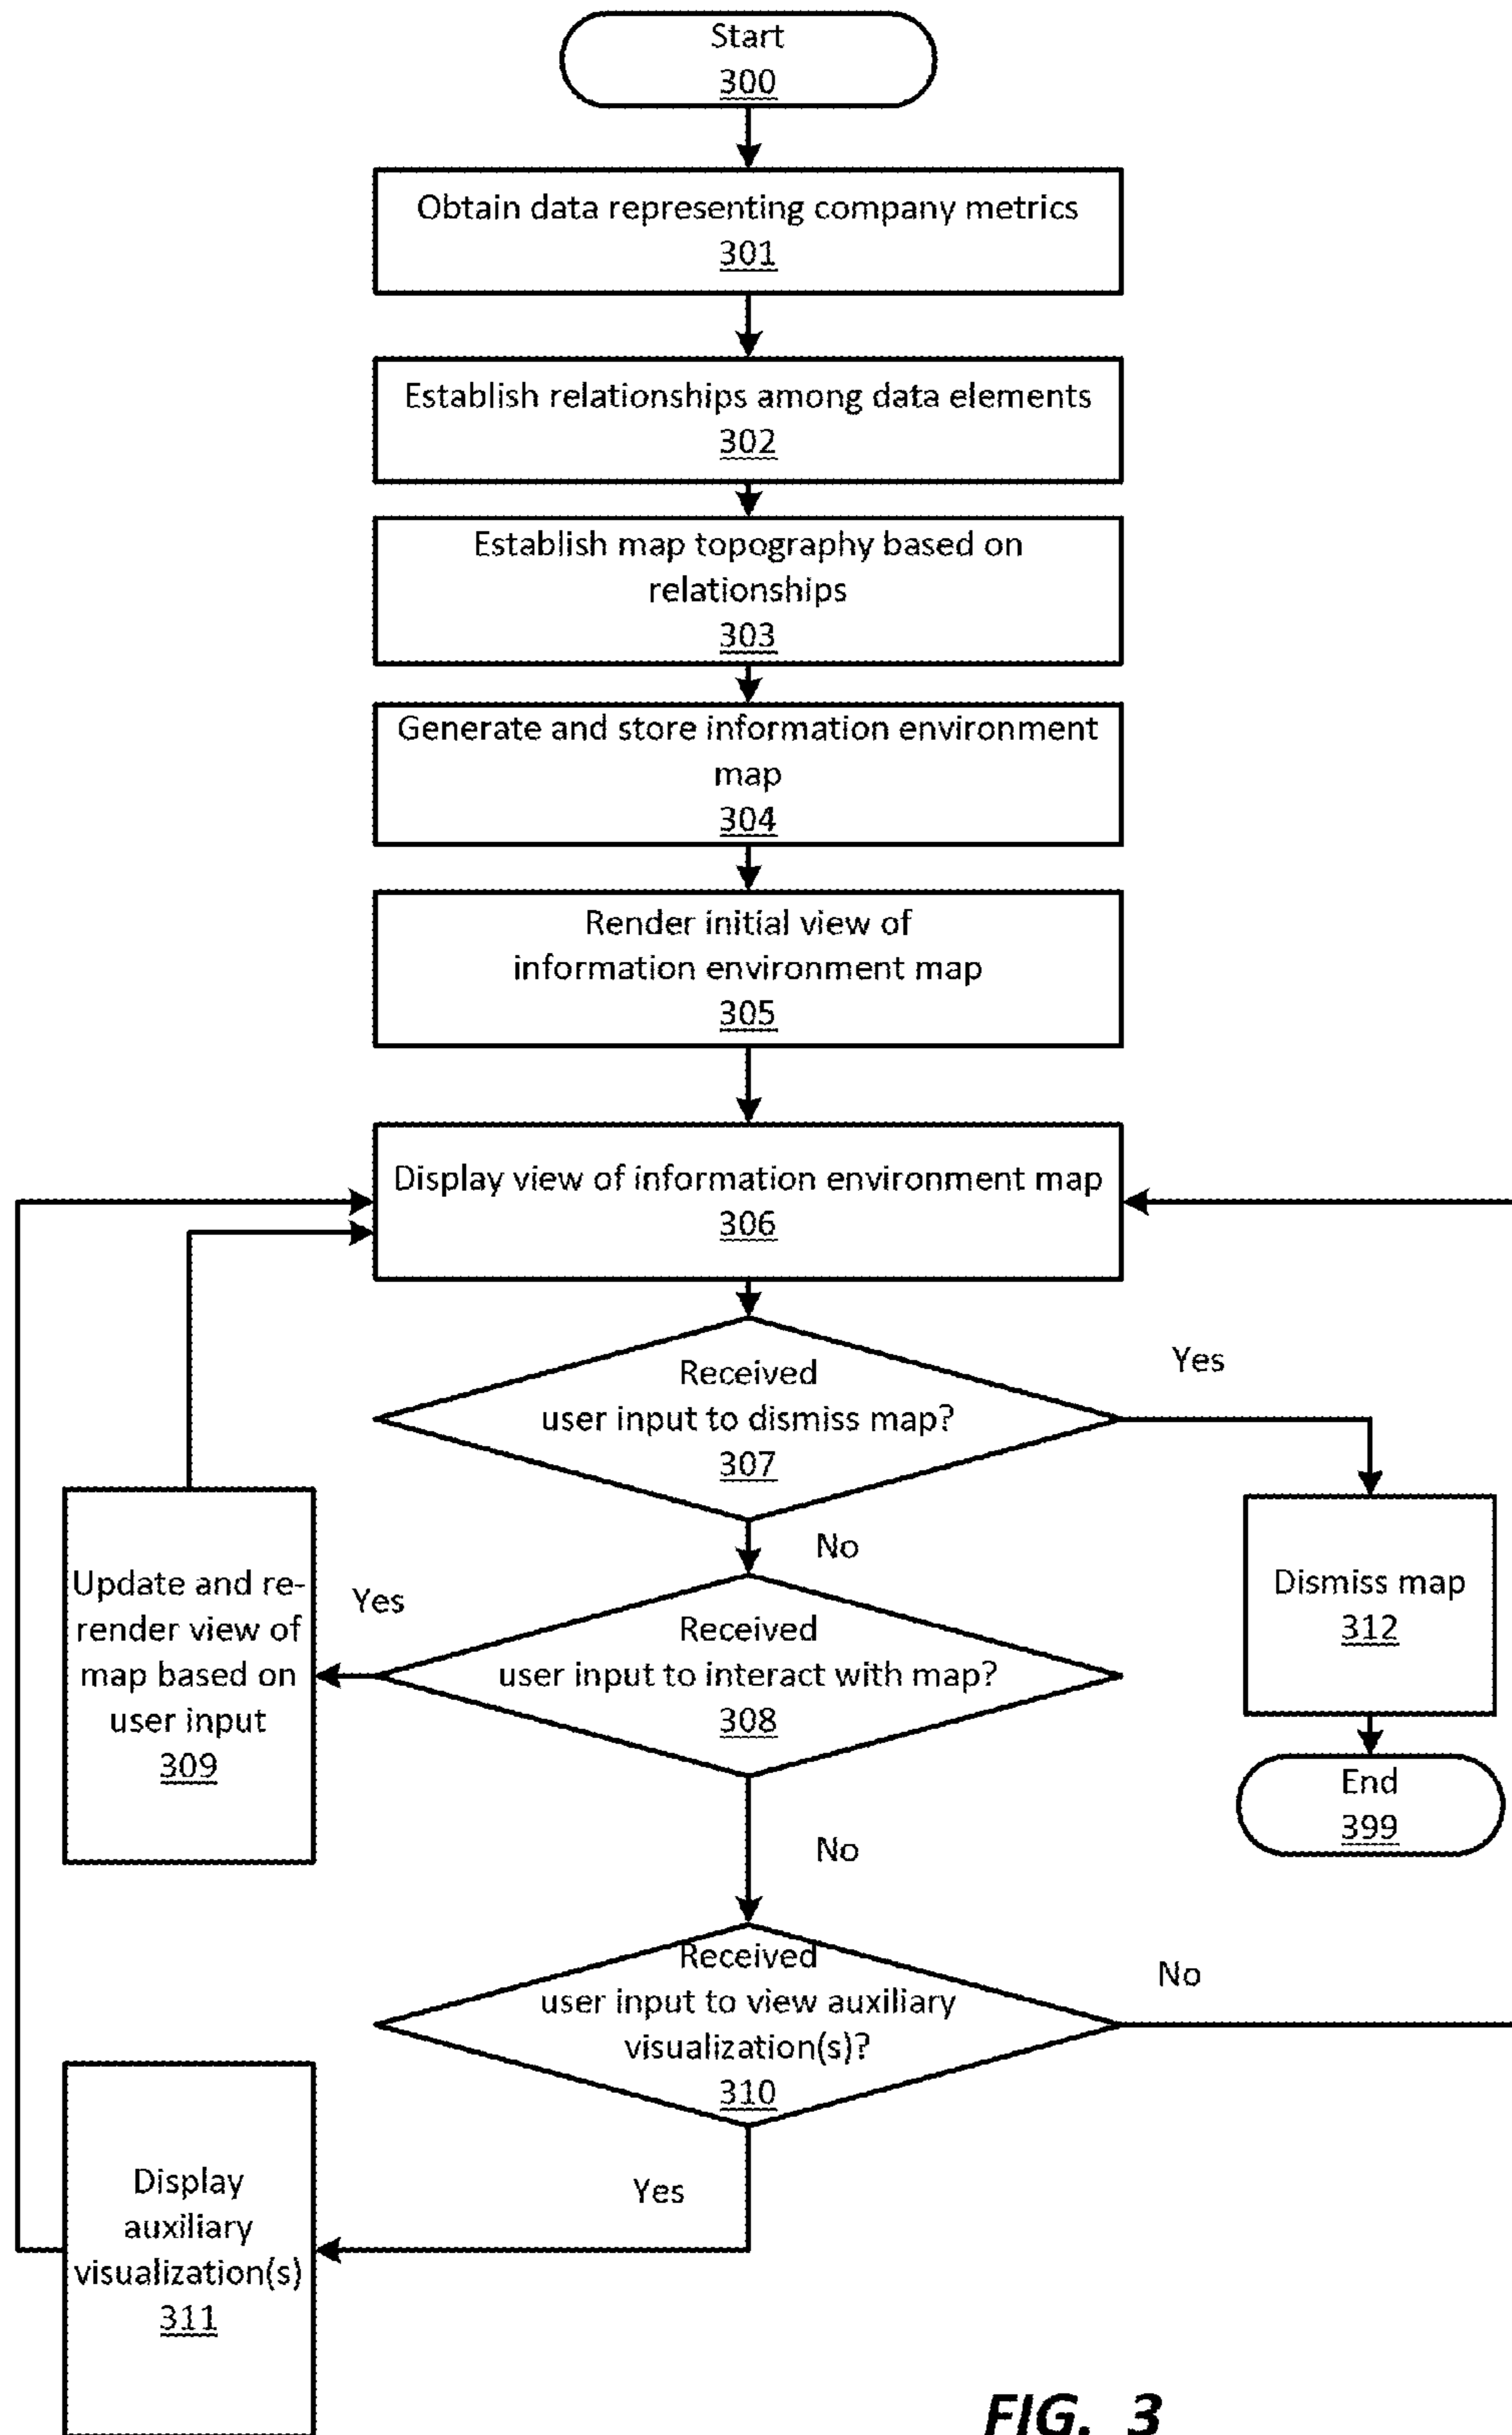 Start
300
Obtain data representing company metrics
301
Establish relationships among data elements
302
Establish map topography based on
relationships
303
Generate and store information environment
map
304
Render initial view of
information environment map
305
Display view of information environment map
306
Received
user input to dismiss map?
307
Yes
No
Dismiss map
312
End
399
Received
user input to interact with map?
308
Yes
Update and re-
render view of
map based on
user input
309
No
Received
user input to view auxiliary
visualization(s)?
310
No
Yes
Display
auxiliary
visualization(s)
311
FIG. 3